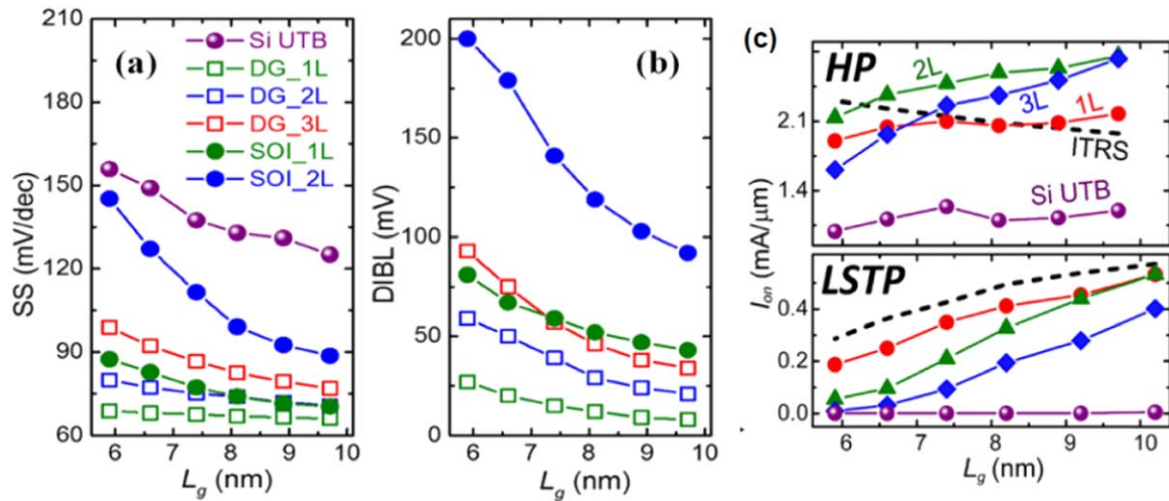 (a)
SS (mV/dec)
210
180
150
120
90
60
Si UTB
DG_1L
DG_2L
DG_3L
SOI_1L
SOI_2L
6 7 8 9 10
Lg (nm)
(b)
DIBL (mV)
200
150
100
50
0
6 7 8 9 10
Lg (nm)
(c)
HP
2L
3L
1L
ITRS
Si UTB
2.1
1.4
Ion (mA/μm)
LSTP
0.4
0.2
0.0
6 7 8 9 10
Lg (nm)